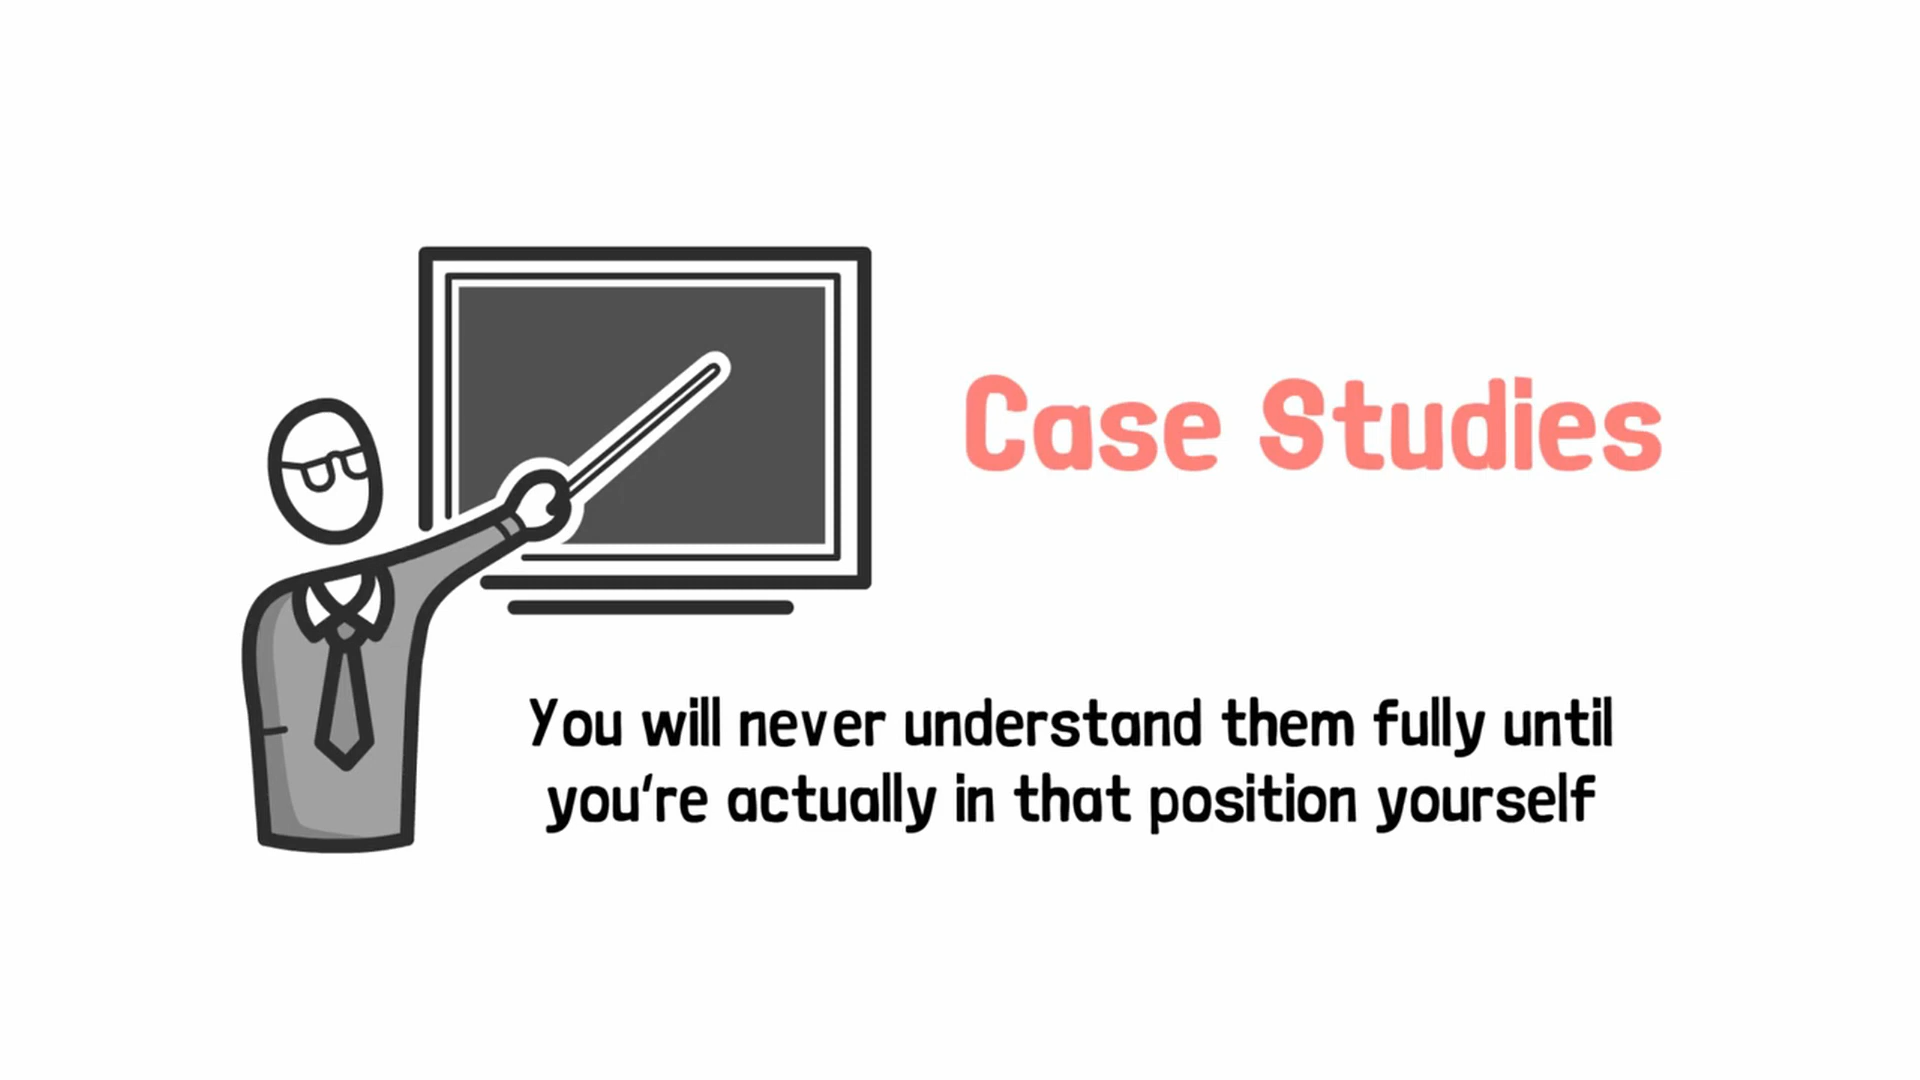 Case Studies
You will never understand them fully until
you're actually in that position yourself